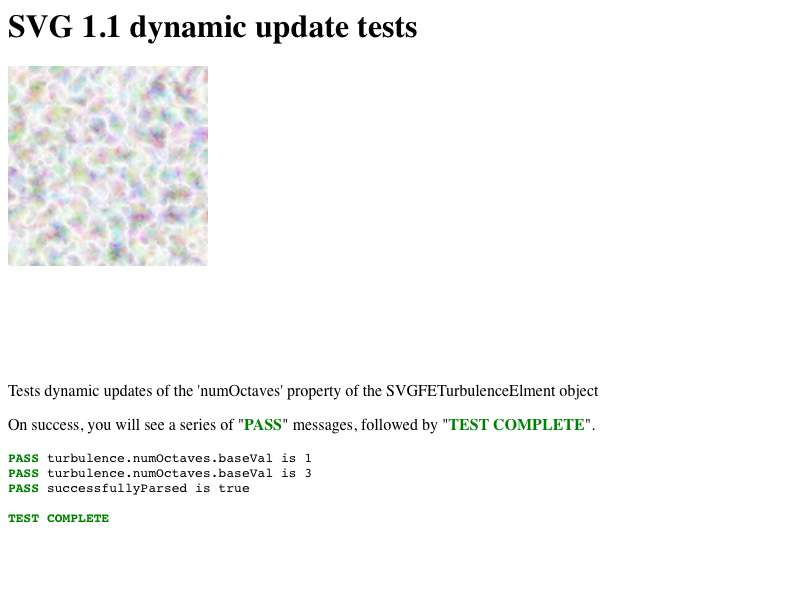 SVG 1.1 dynamic update tests
Tests dynamic updates of the 'numOctaves' property of the SVGFETurbulenceElment object
On success, you will see a series of "PASS" messages, followed by "TEST COMPLETE".
PASS turbulence.numOctaves.baseVal is 1
PASS turbulence.numOctaves.baseVal is 3
PASS successfullyParsed is true
TEST COMPLETE